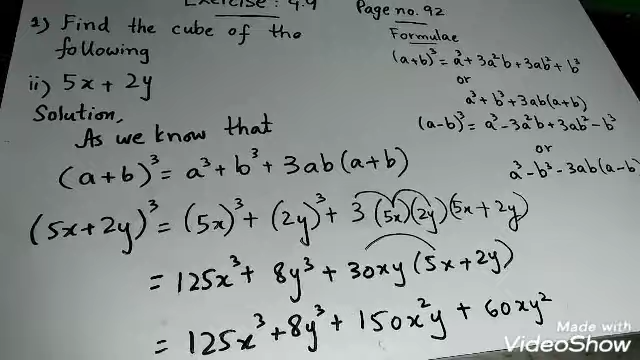 Exercise : 4.4
Page no. 92
1) Find the cube of the
following
ii) 5x + 2y
Solution,
As we know that
(a+b)³ = a³ + b³ + 3ab(a+b)
(5x+2y)³ = (5x)³ + (2y)³ + 3(5x)(2y)(5x+2y)
= 125x³ + 8y³ + 30xy(5x+2y)
= 125x³ + 8y³ + 150x²y + 60xy²
Formulae
(a+b)³ = a³ + 3a²b + 3ab² + b³
or
a³ + b³ + 3ab(a+b)
(a-b)³ = a³ - 3a²b + 3ab² - b³
or
a³ - b³ - 3ab(a-b)
Made with
VideoShow